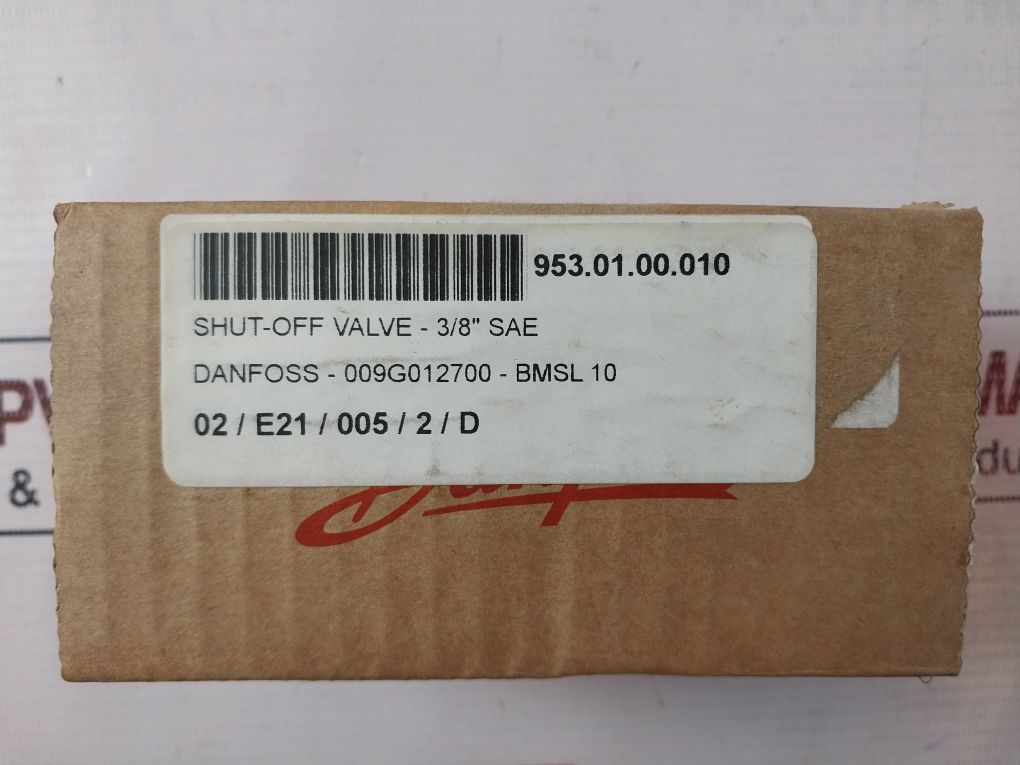 953.01.00.010
SHUT-OFF VALVE - 3/8" SAE
DANFOSS - 009G012700 - BMSL 10
02 / E21 / 005 / 2 / D
&